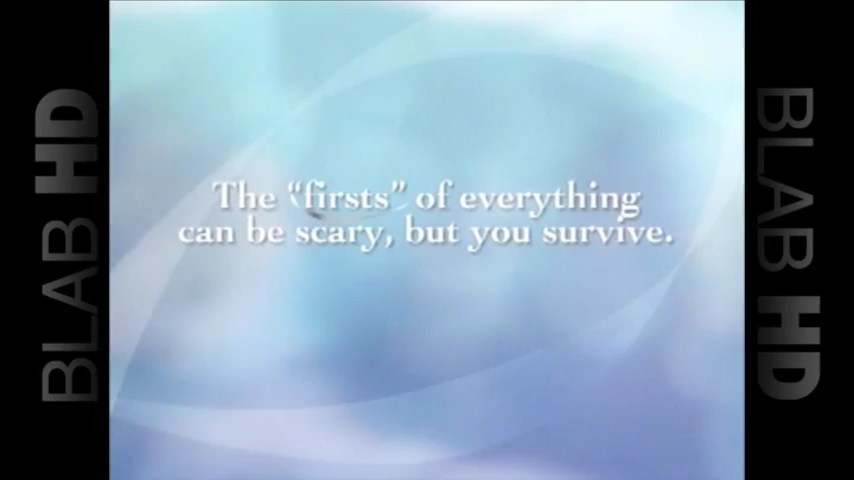 BLAB HD
The “firsts” of everything
can be scary, but you survive.
BLAB HD